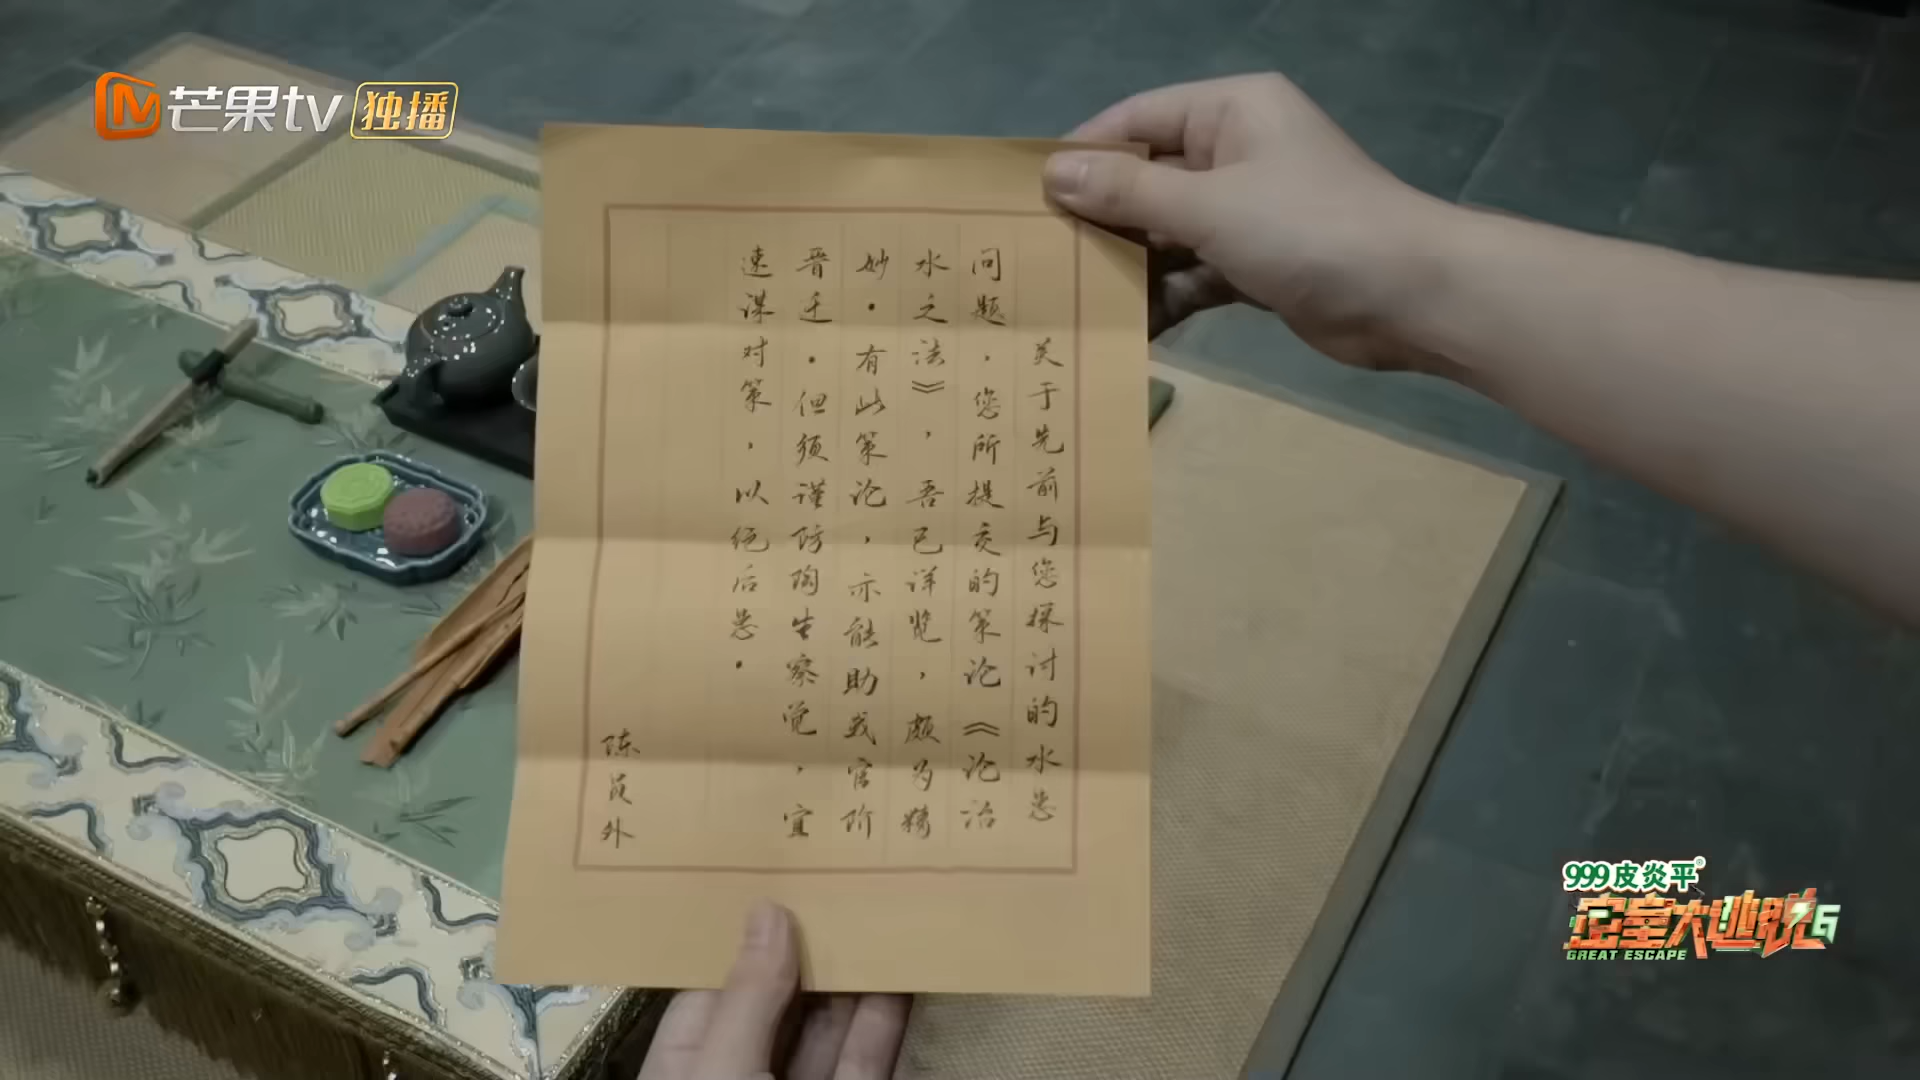 芒果tv 独播
关于先前与您探讨的水患
问题，您所提交的策论《论治
水之法》，吾已详览，颇为精
妙。有此策论，亦能助我官阶
晋迁。但须谨防陶生察觉，宜
速谋对策，以绝后患。
陈员外
999皮炎平®
密室大逃脱6
GREAT ESCAPE